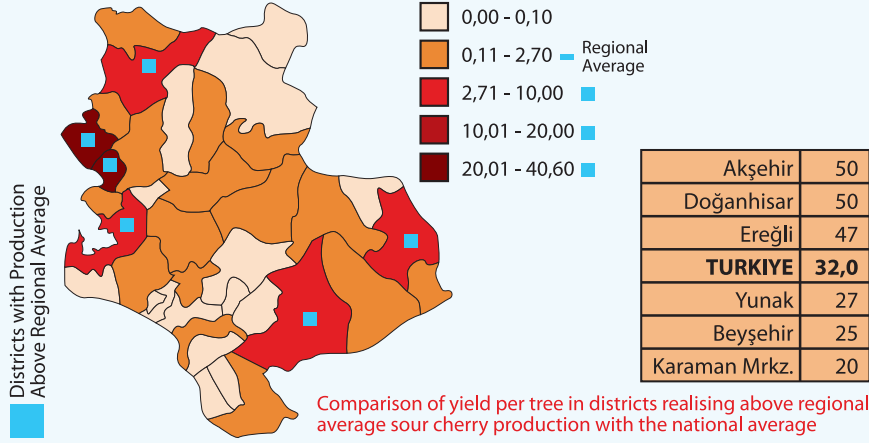 0,00 - 0,10
0,11 - 2,70
Regional
Average
2,71 - 10,00
10,01 - 20,00
20,01 - 40,60
Districts with Production
Above Regional Average
Akşehir 50
Doğanhisar 50
Ereğli 47
TURKIYE 32,0
Yunak 27
Beyşehir 25
Karaman Mrkz. 20
Comparison of yield per tree in districts realising above regional
average sour cherry production with the national average